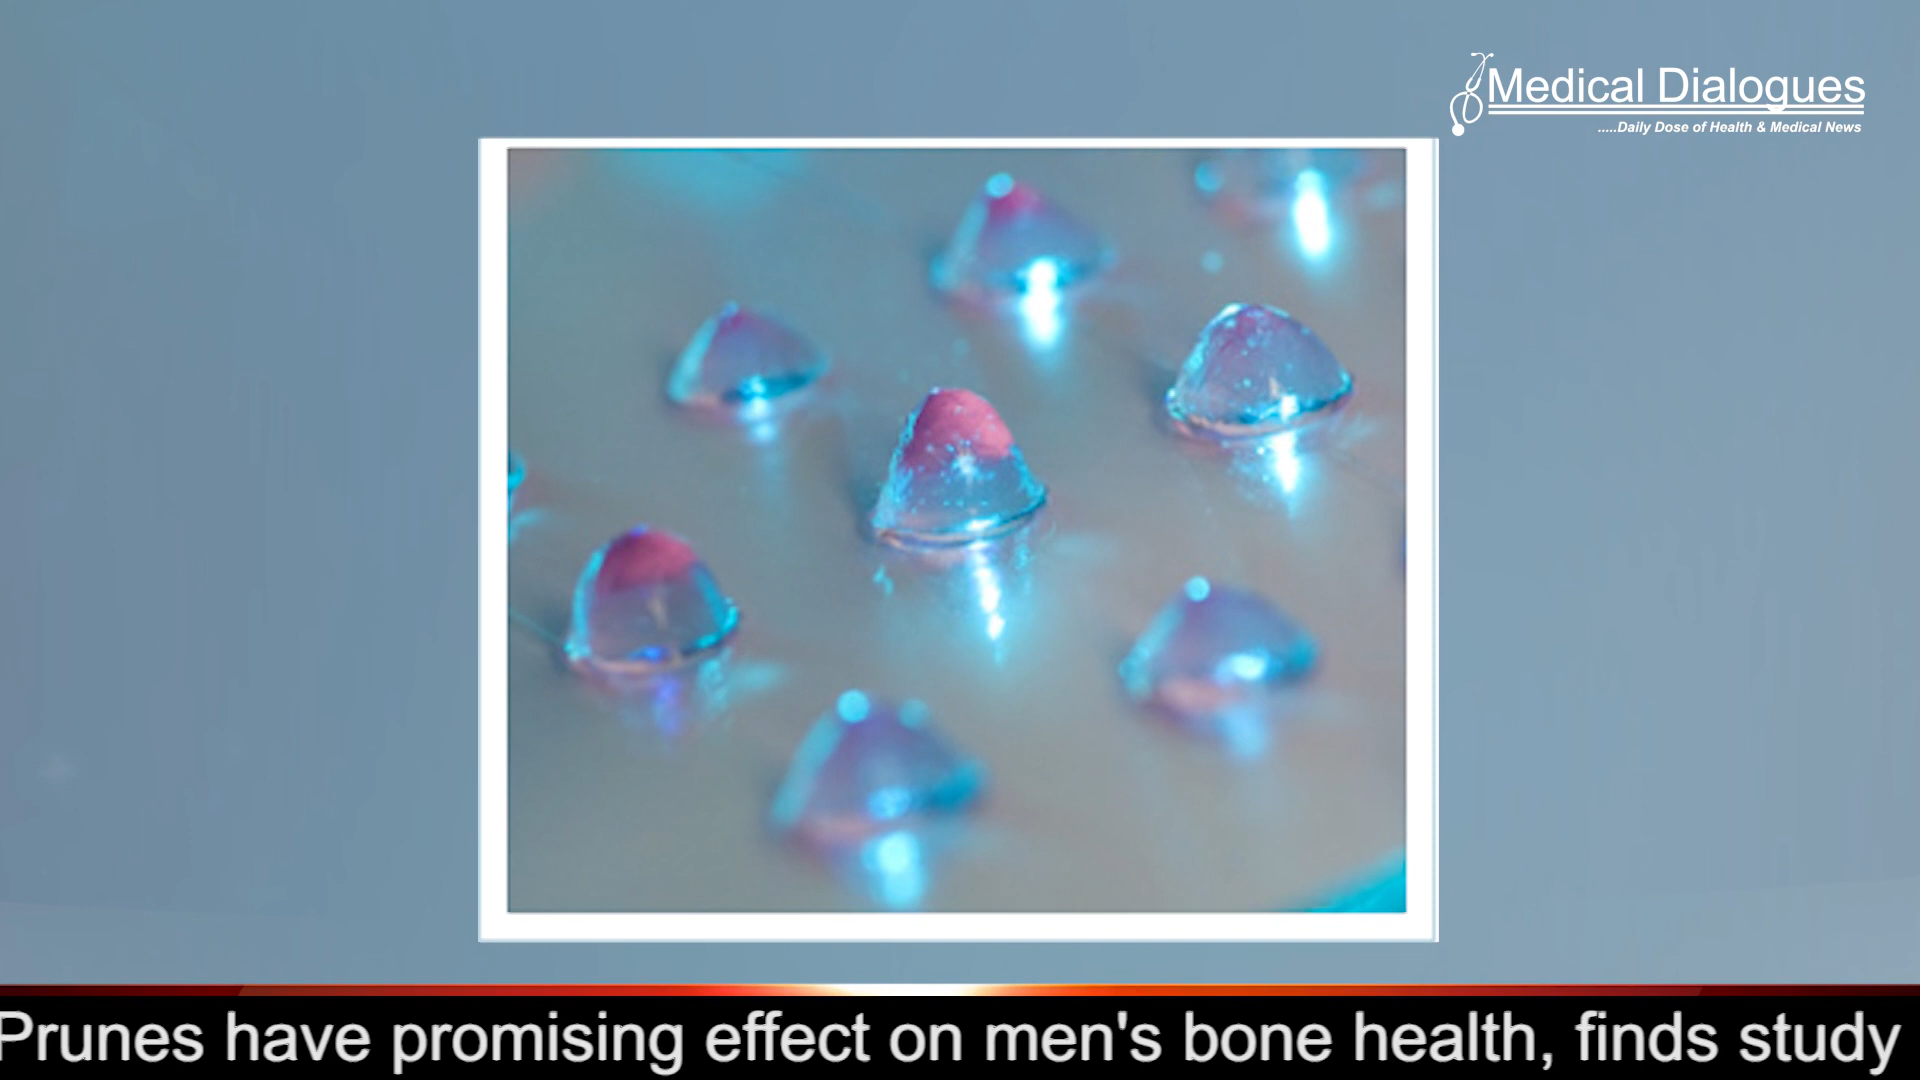 Medical Dialogues
.....Daily Dose of Health & Medical News
Prunes have promising effect on men's bone health, finds study